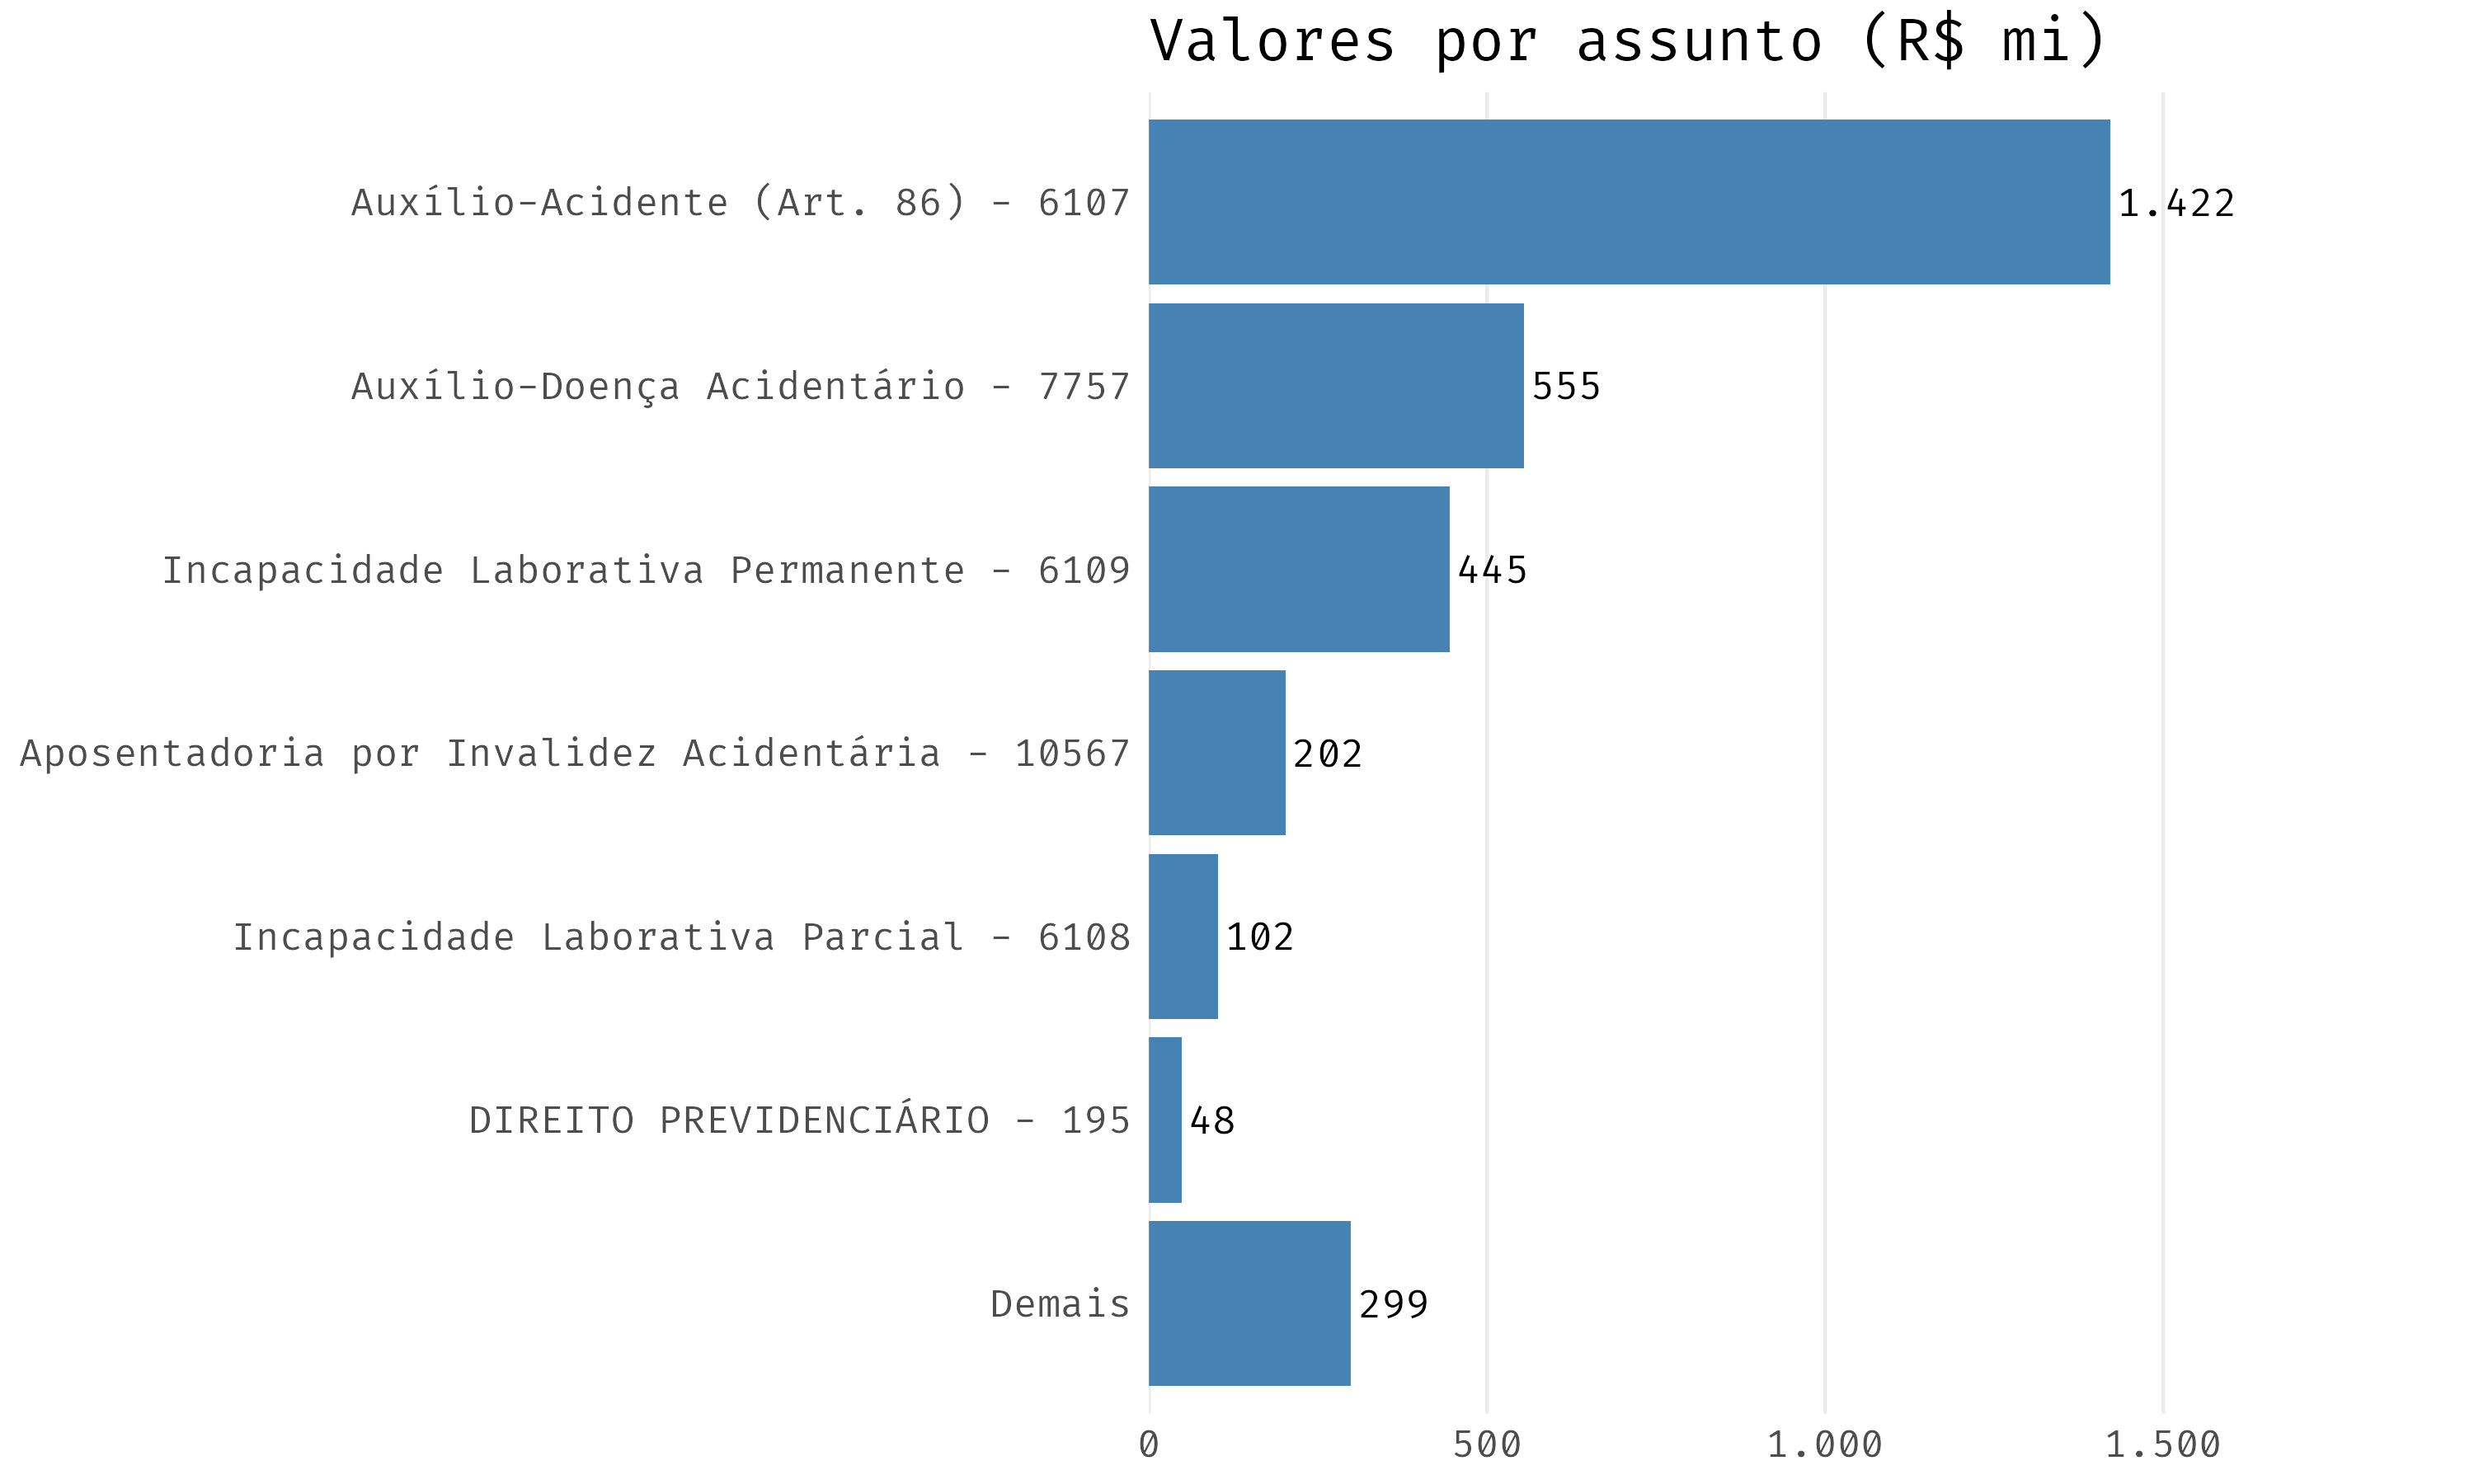 Valores por assunto (R$ mi)
Auxílio-Acidente (Art. 86) - 6107 1.422
Auxílio-Doença Acidentário - 7757 555
Incapacidade Laborativa Permanente - 6109 445
Aposentadoria por Invalidez Acidentária - 10567 202
Incapacidade Laborativa Parcial - 6108 102
DIREITO PREVIDENCIÁRIO - 195 48
Demais 299
0 500 1.000 1.500